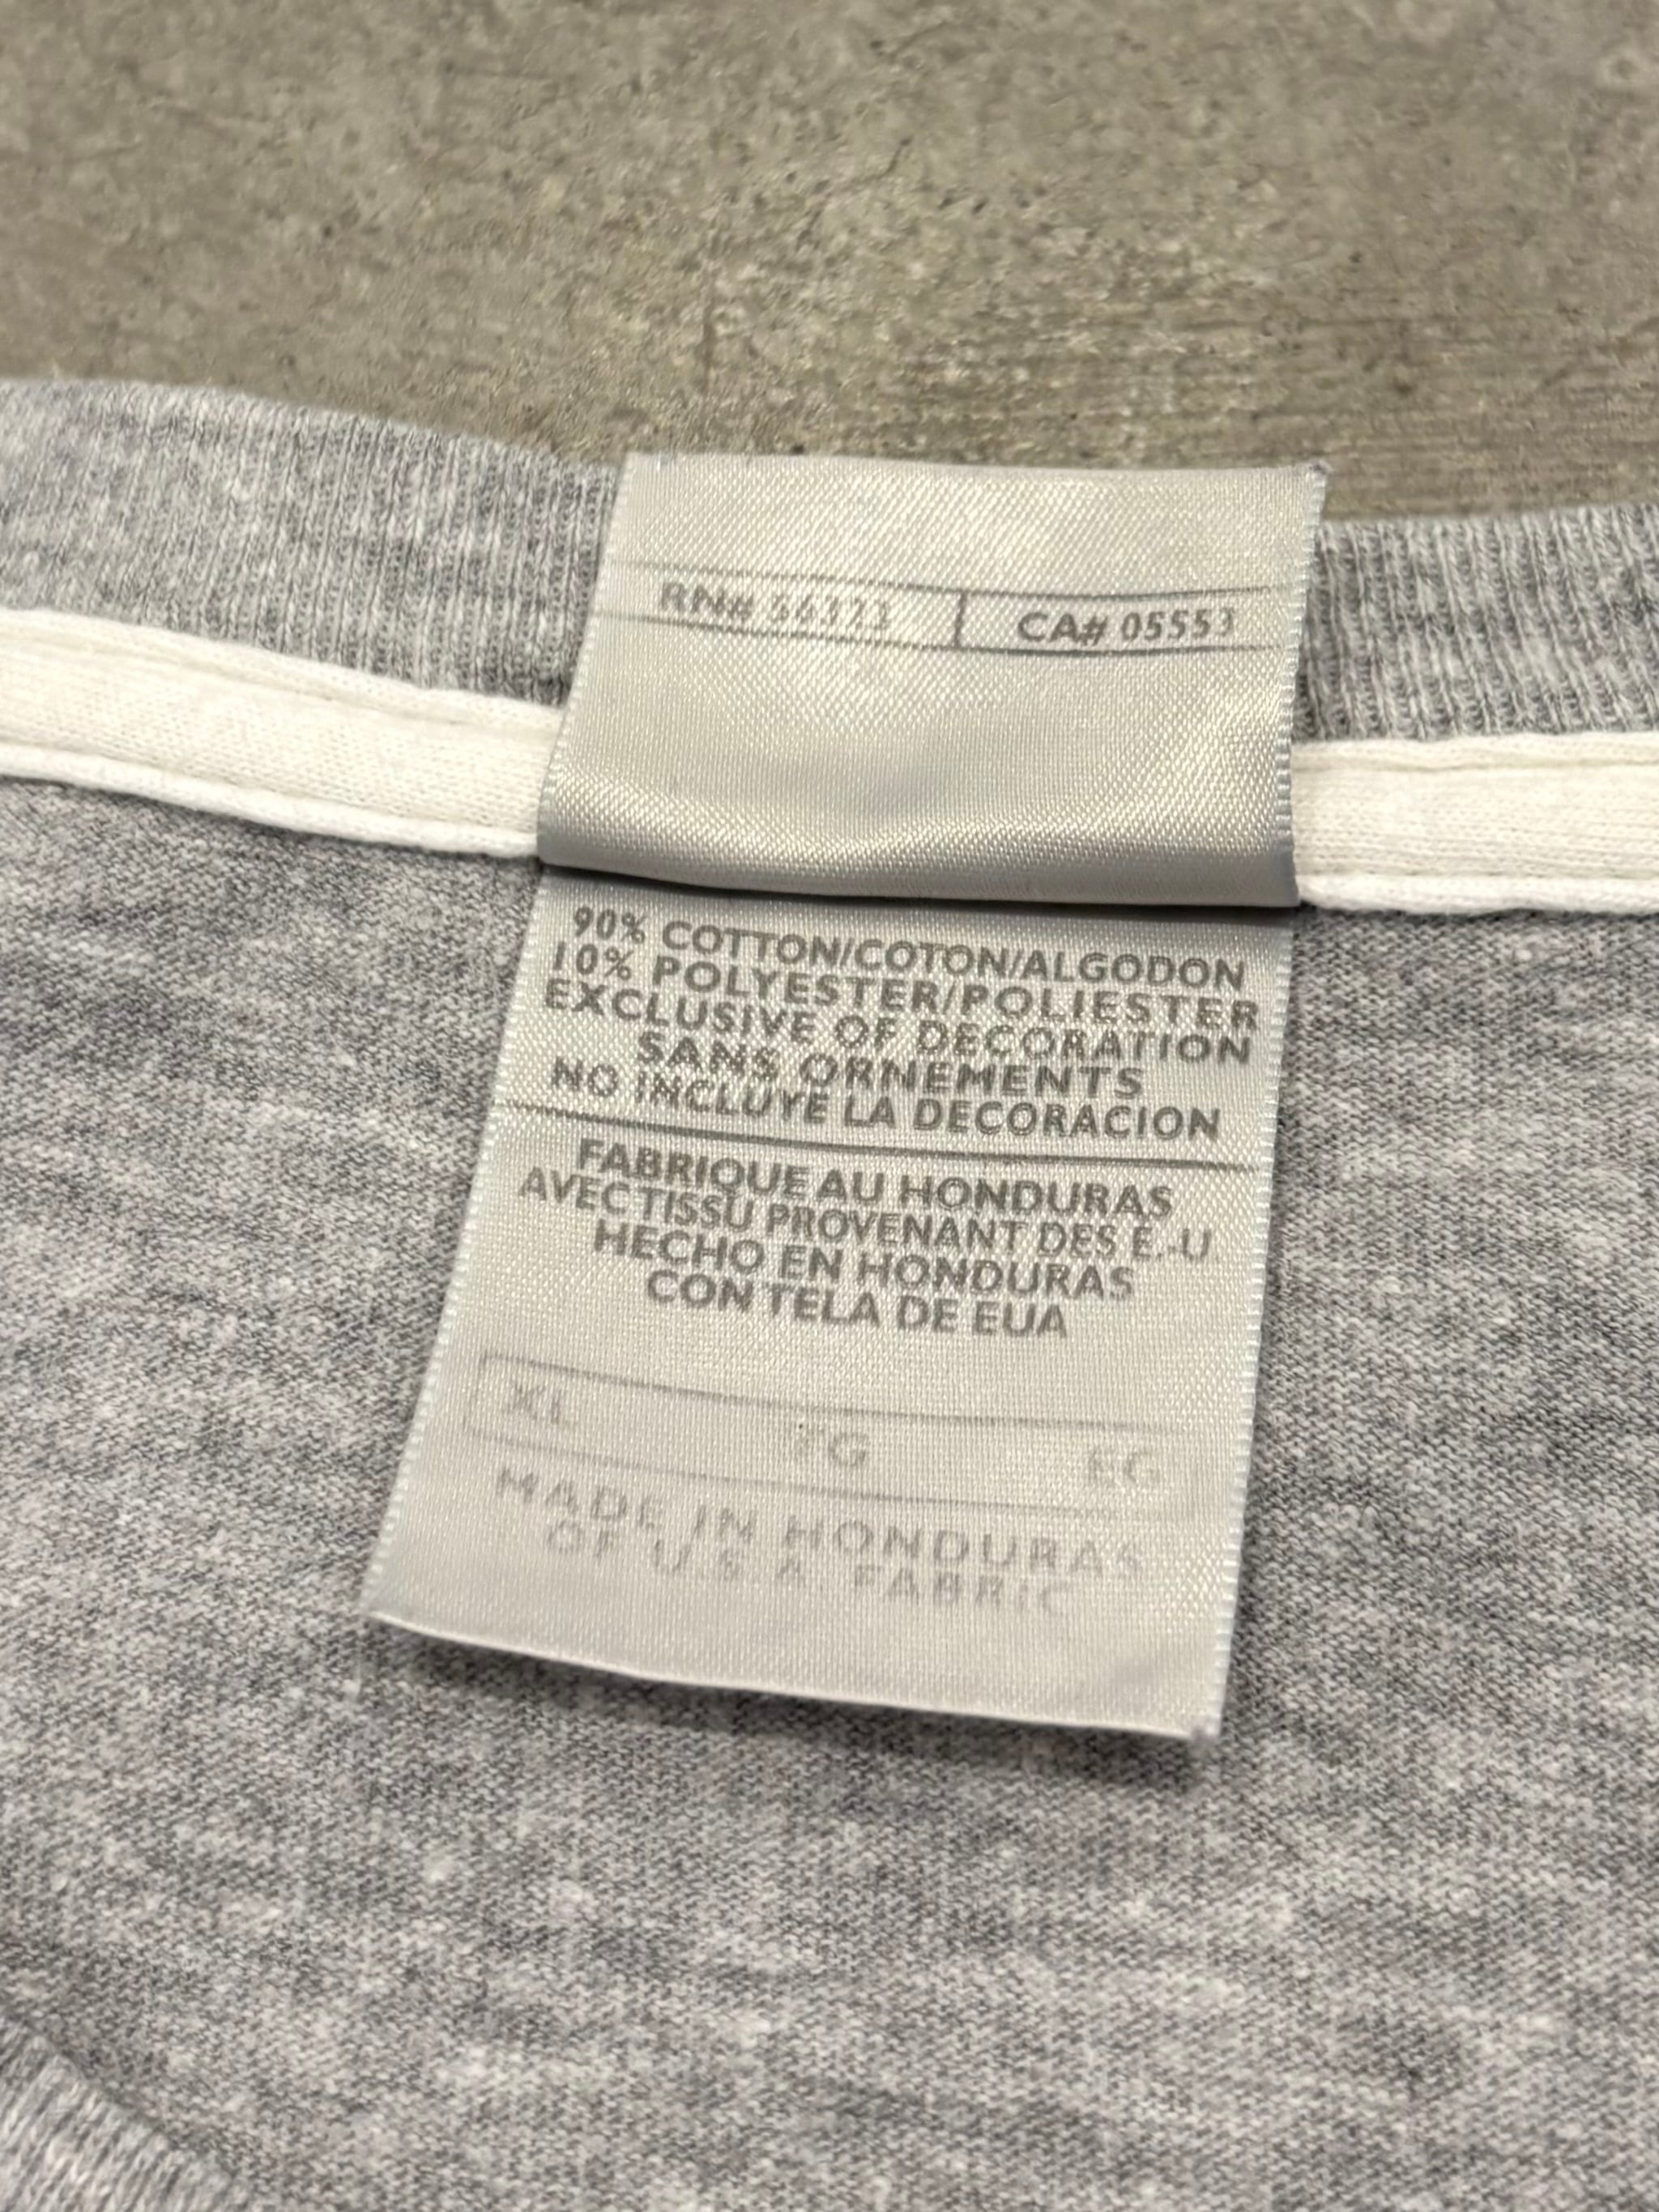 RN# 56323 CA# 05553
90% COTTON/COTON/ALGODON
10% POLYESTER/POLIESTER
EXCLUSIVE OF DECORATION
SANS ORNEMENTS
NO INCLUYE LA DECORACION
FABRIQUE AU HONDURAS
AVEC TISSU PROVENANT DES É.-U
HECHO EN HONDURAS
CON TELA DE EUA
XL TG EG
MADE IN HONDURAS
OF U.S.A. FABRIC